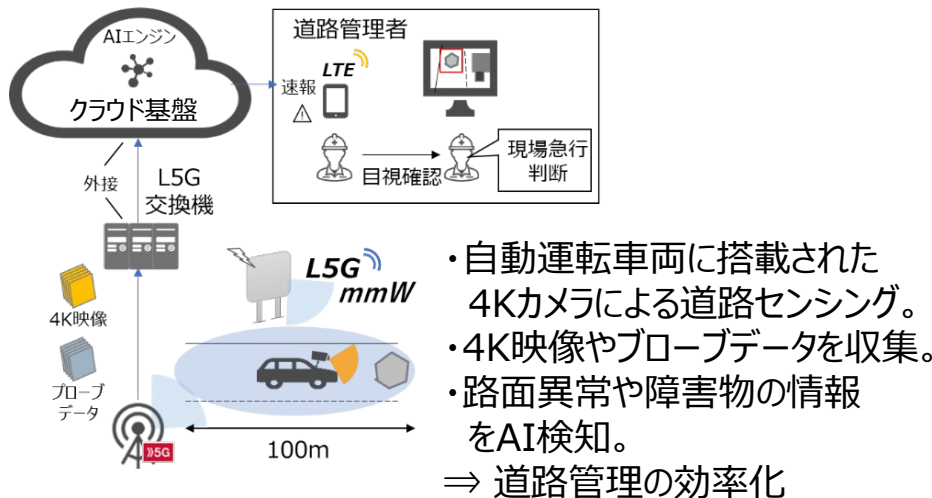 AIエンジン
クラウド基盤
道路管理者
LTE
速報
目視確認
現場急行
判断
外接
L5G
交換機
4K映像
プローブ
データ
L5G
mmW
5G
100m
・自動運転車両に搭載された
4Kカメラによる道路センシング。
・4K映像やブローブデータを収集。
・路面異常や障害物の情報
をAI検知。
⇒ 道路管理の効率化